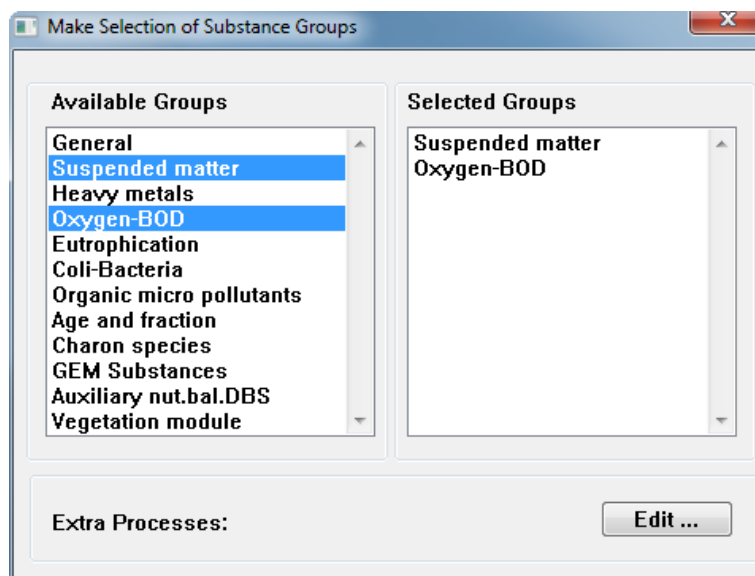 Make Selection of Substance Groups
Available Groups
General
Suspended matter
Heavy metals
Oxygen-BOD
Eutrophication
Coli-Bacteria
Organic micro pollutants
Age and fraction
Charon species
GEM Substances
Auxiliary nut.bal.DBS
Vegetation module
Selected Groups
Suspended matter
Oxygen-BOD
Extra Processes:
Edit ...